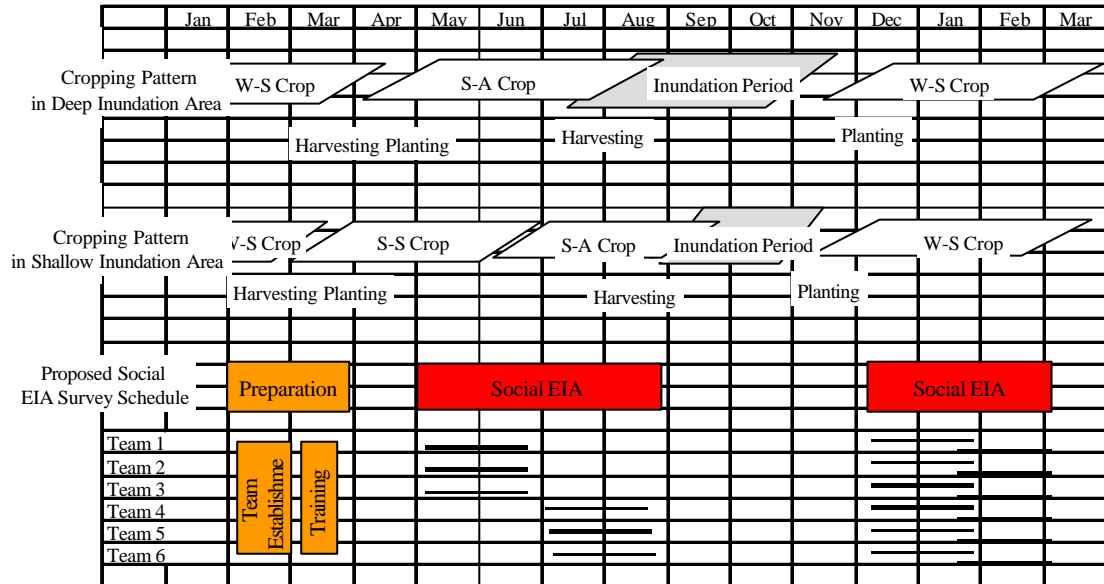 Jan Feb Mar Apr May Jun Jul Aug Sep Oct Nov Dec Jan Feb Mar
Cropping Pattern
in Deep Inundation Area
W-S Crop S-A Crop Inundation Period W-S Crop
Harvesting Planting Harvesting Planting
Cropping Pattern
in Shallow Inundation Area
W-S Crop S-S Crop S-A Crop Inundation Period W-S Crop
Harvesting Planting Harvesting Planting
Proposed Social
EIA Survey Schedule
Preparation Social EIA Social EIA
Team 1
Team 2
Team 3
Team 4
Team 5
Team 6
Team
Establishme
Training